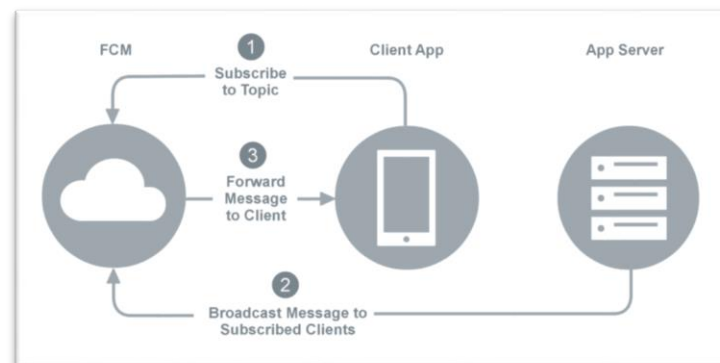 FCM
Client App
App Server
1
Subscribe
to Topic
3
Forward
Message
to Client
2
Broadcast Message to
Subscribed Clients